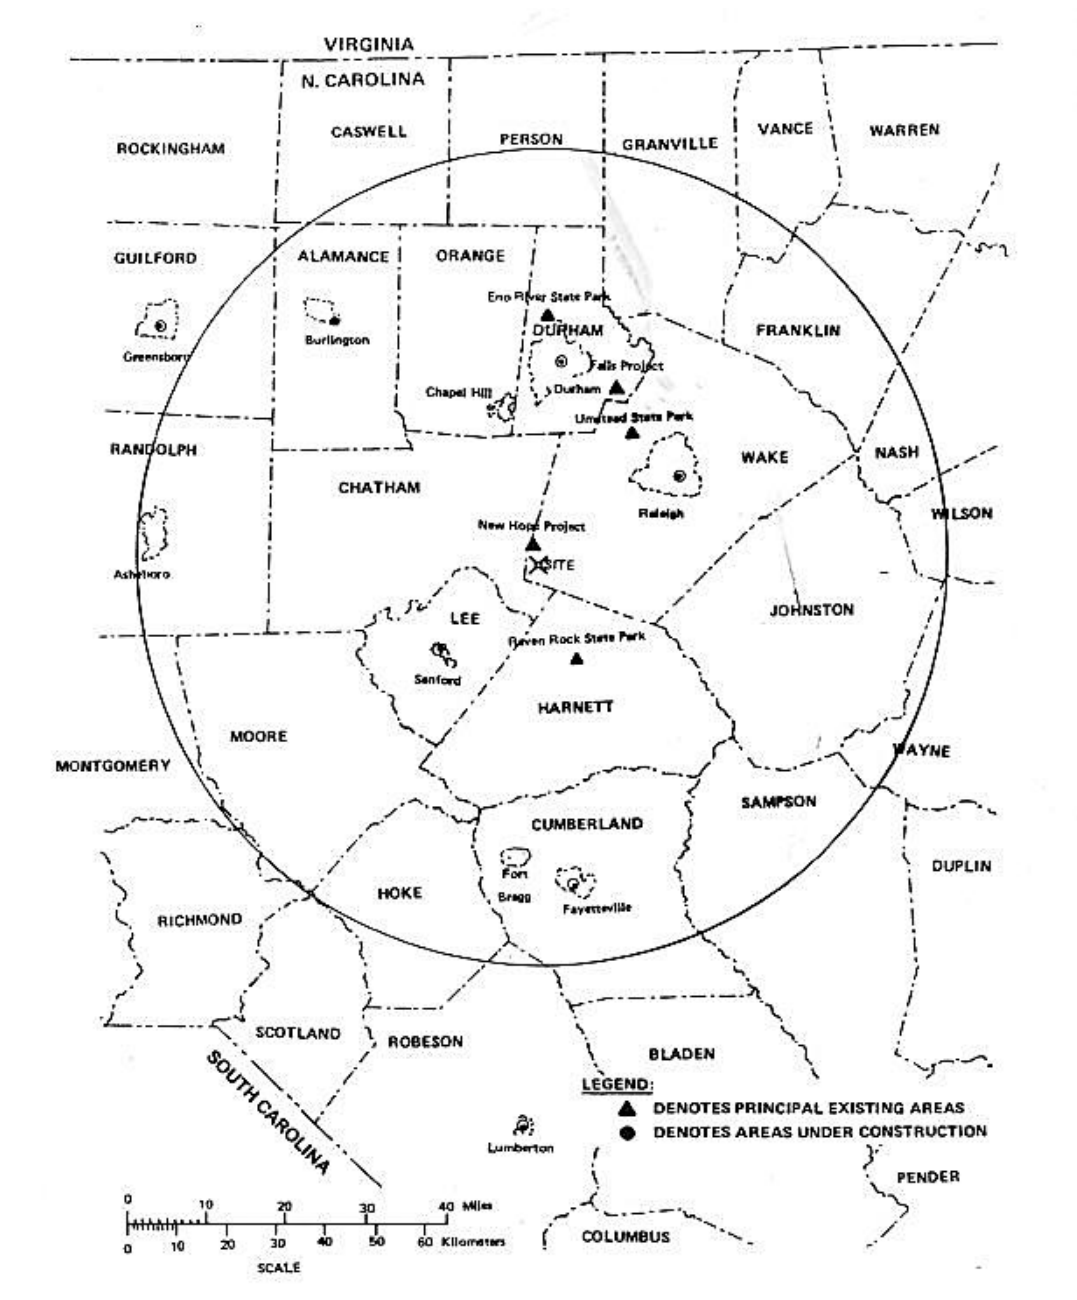 VIRGINIA
N. CAROLINA
ROCKINGHAM
CASWELL
PERSON
GRANVILLE
VANCE
WARREN
GUILFORD
ALAMANCE
ORANGE
Eno River State Park
DURHAM
FRANKLIN
Greensboro
Burlington
Falls Project
Chapel Hill
Durham
Umstead State Park
RANDOLPH
NASH
WAKE
CHATHAM
Raleigh
WILSON
New Hope Project
SITE
Asheboro
JOHNSTON
LEE
Raven Rock State Park
Sanford
HARNETT
MOORE
WAYNE
MONTGOMERY
SAMPSON
CUMBERLAND
DUPLIN
Fort
Bragg
HOKE
Fayetteville
RICHMOND
SCOTLAND
ROBESON
BLADEN
SOUTH CAROLINA
LEGEND:
DENOTES PRINCIPAL EXISTING AREAS
DENOTES AREAS UNDER CONSTRUCTION
Lumberton
PENDER
COLUMBUS
0 10 20 30 40 Miles
0 10 20 30 40 50 60 Kilometers
SCALE